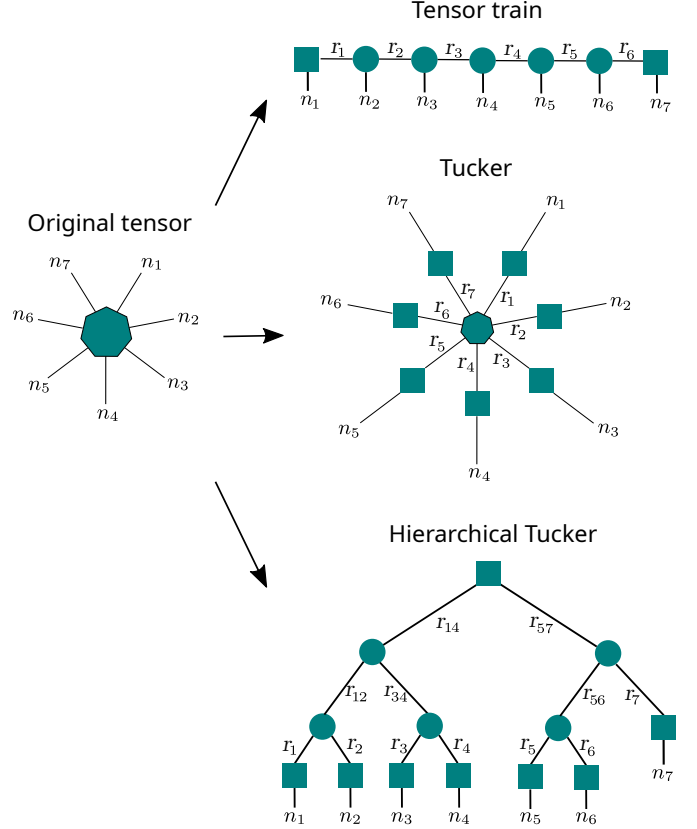 Tensor train
r₁ r₂ r₃ r₄ r₅ r₆
n₁ n₂ n₃ n₄ n₅ n₆ n₇
Tucker
n₇ n₁
r₇ r₁
n₆ r₆ r₂ n₂
r₅ r₄ r₃
n₅ n₃
n₄
Original tensor
n₇ n₁
n₆ n₂
n₅ n₃
n₄
Hierarchical Tucker
r₁₄ r₅₇
r₁₂ r₃₄ r₅₆ r₇
r₁ r₂ r₃ r₄ r₅ r₆
n₇
n₁ n₂ n₃ n₄ n₅ n₆